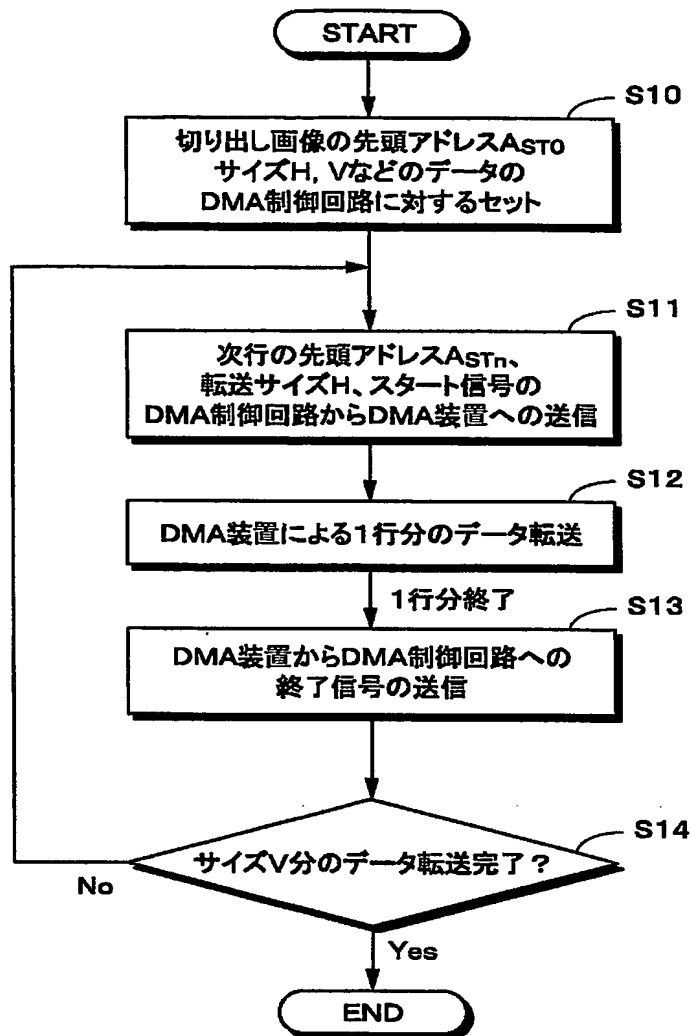 START
S10
切り出し画像の先頭アドレスAST0
サイズH, Vなどのデータの
DMA制御回路に対するセット
S11
次行の先頭アドレスASTn、
転送サイズH、スタート信号の
DMA制御回路からDMA装置への送信
S12
DMA装置による1行分のデータ転送
1行分終了
S13
DMA装置からDMA制御回路への
終了信号の送信
S14
サイズV分のデータ転送完了？
No
Yes
END